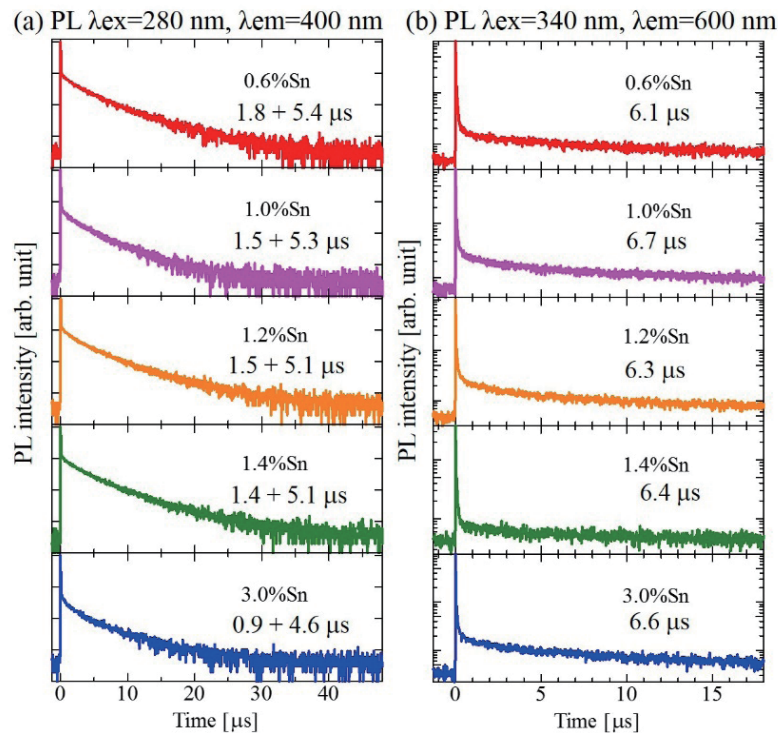 (a) PL λex=280 nm, λem=400 nm
0.6%Sn
1.8 + 5.4 μs
1.0%Sn
1.5 + 5.3 μs
1.2%Sn
1.5 + 5.1 μs
1.4%Sn
1.4 + 5.1 μs
3.0%Sn
0.9 + 4.6 μs
PL intensity [arb. unit]
0 10 20 30 40
Time [μs]
(b) PL λex=340 nm, λem=600 nm
0.6%Sn
6.1 μs
1.0%Sn
6.7 μs
1.2%Sn
6.3 μs
1.4%Sn
6.4 μs
3.0%Sn
6.6 μs
PL intensity [arb. unit]
0 5 10 15
Time [μs]